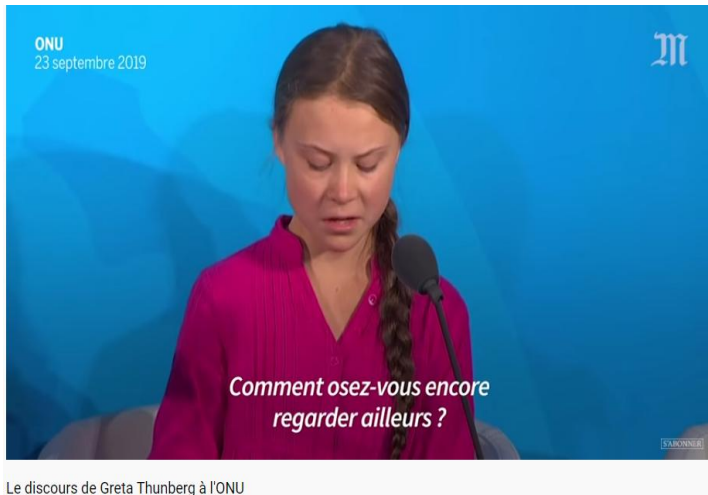 ONU
23 septembre 2019
M
Comment osez-vous encore
regarder ailleurs ?
S'ABONNER
Le discours de Greta Thunberg à l'ONU